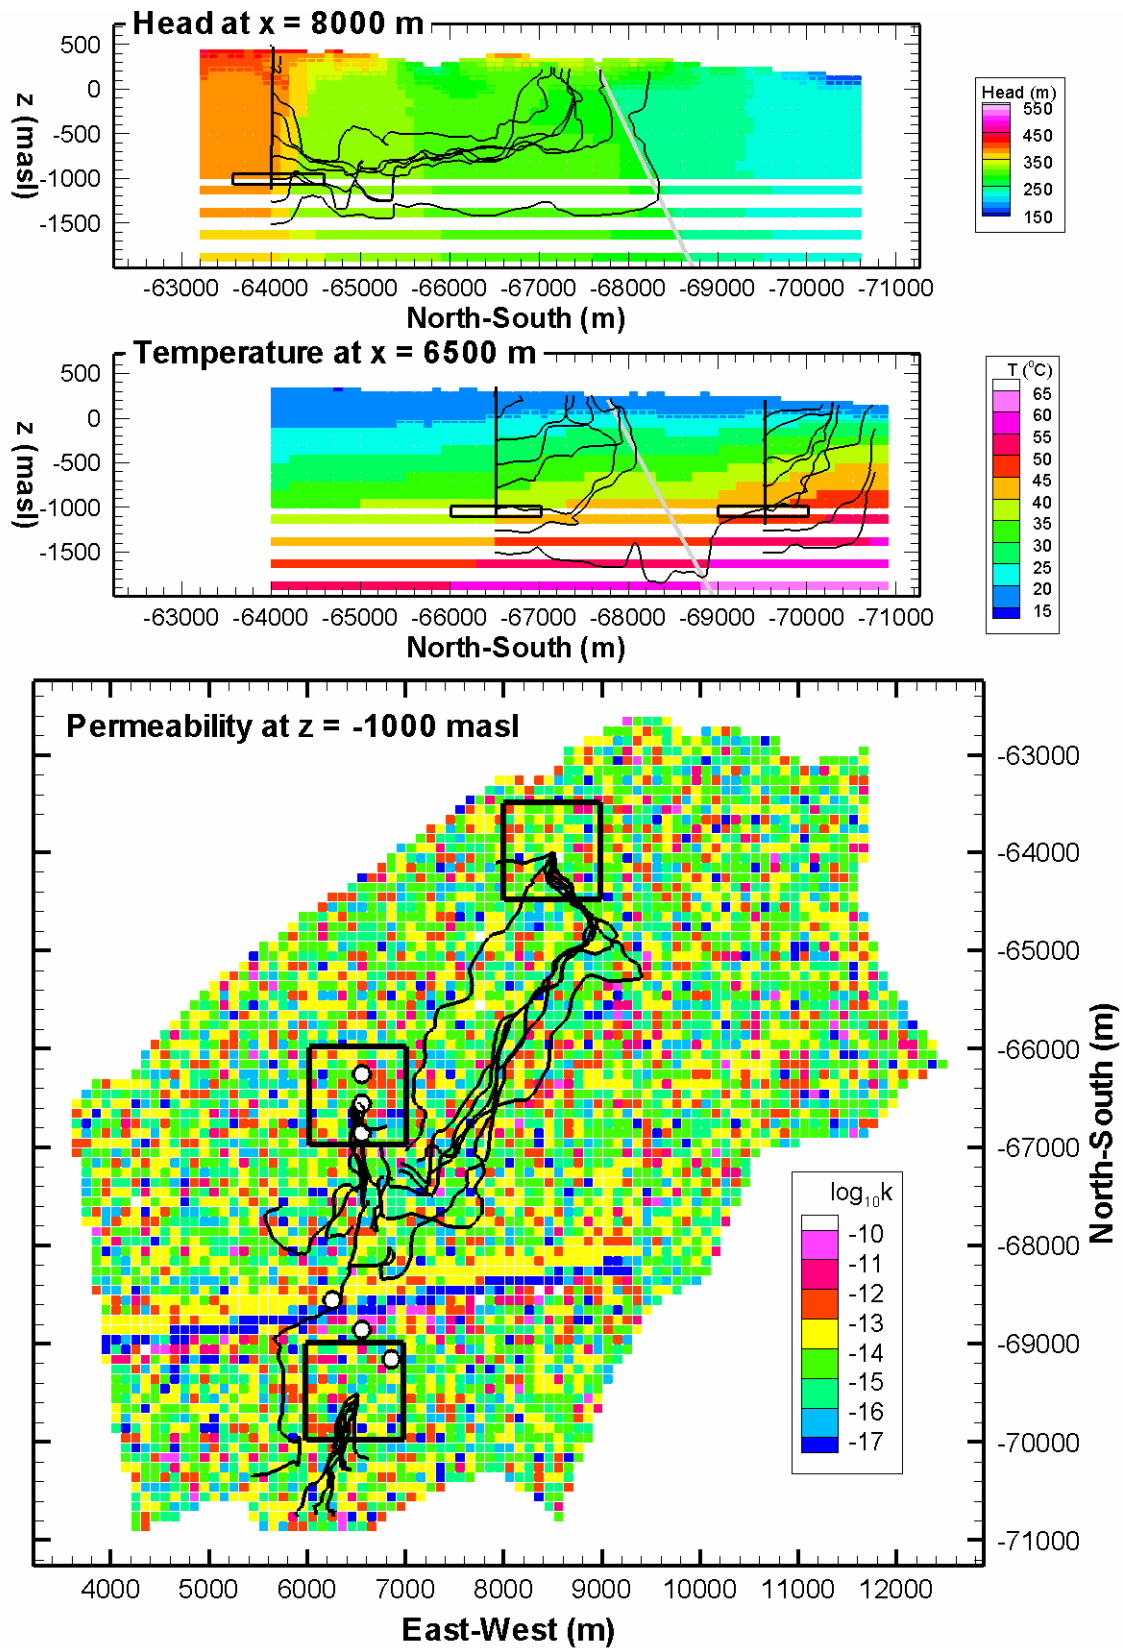 Head at x = 8000 m
500
0
-500
-1000
-1500
z (masl)
-63000 -64000 -65000 -66000 -67000 -68000 -69000 -70000 -71000
North-South (m)
Head (m)
550
450
350
250
150
Temperature at x = 6500 m
500
0
-500
-1000
-1500
z (masl)
-63000 -64000 -65000 -66000 -67000 -68000 -69000 -70000 -71000
North-South (m)
T (⁰C)
65
60
55
50
45
40
35
30
25
20
15
Permeability at z = -1000 masl
-63000
-64000
-65000
-66000
-67000
-68000
-69000
-70000
-71000
North-South (m)
log₁₀k
-10
-11
-12
-13
-14
-15
-16
-17
4000 5000 6000 7000 8000 9000 10000 11000 12000
East-West (m)